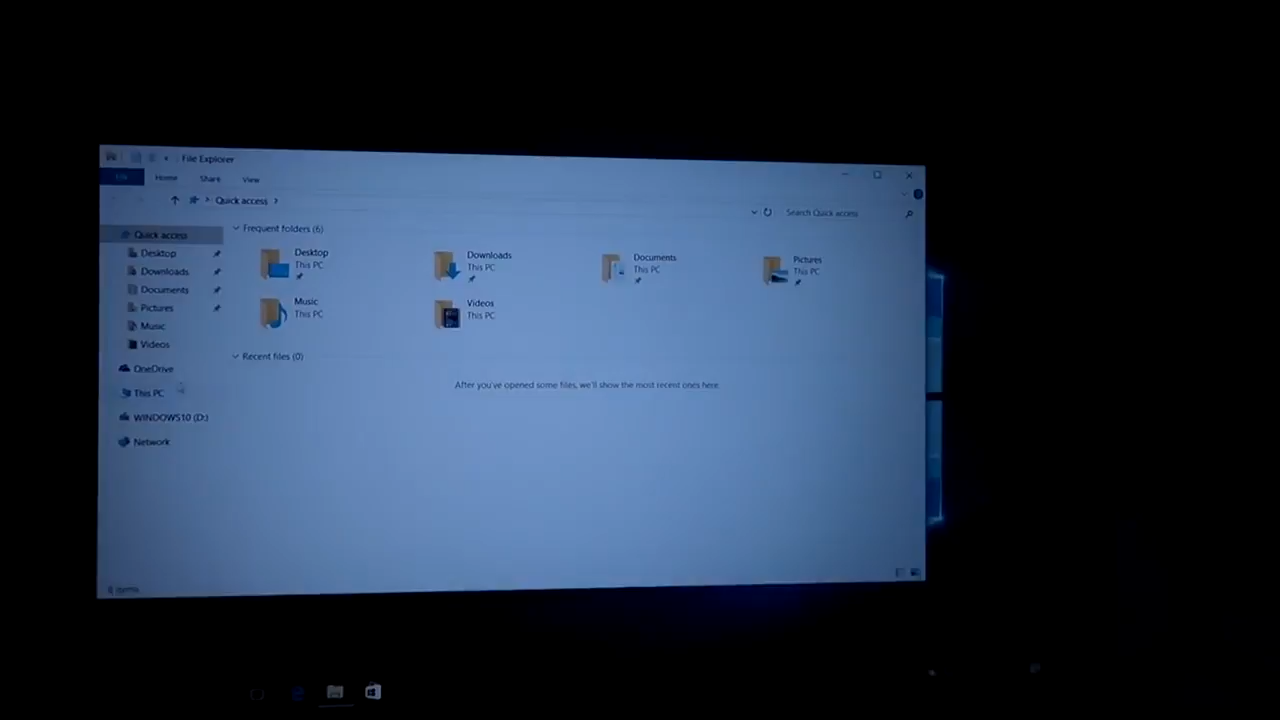 File Explorer
File Home Share View
Quick access
Search Quick access
Quick access
Desktop
Downloads
Documents
Pictures
Music
Videos
OneDrive
This PC
WINDOWS10 (D:)
Network
Frequent folders (6)
Desktop
This PC
Downloads
This PC
Documents
This PC
Pictures
This PC
Music
This PC
Videos
This PC
Recent files (0)
After you've opened some files, we'll show the most recent ones here.
6 items